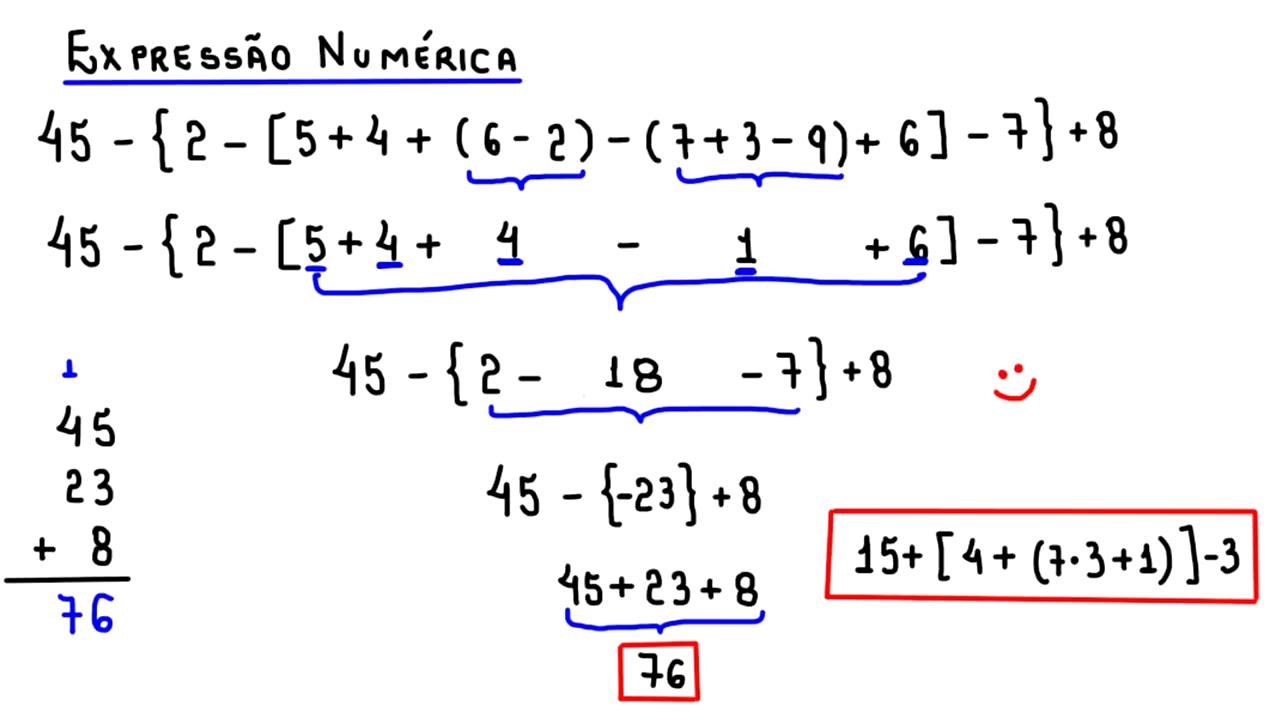 EXPRESSÃO NUMÉRICA
45 - {2 - [5 + 4 + (6 - 2) - (7 + 3 - 9) + 6] - 7} + 8
45 - {2 - [5 + 4 + 4 - 1 + 6] - 7} + 8
45 - {2 - 18 - 7} + 8
45 - {-23} + 8
45 + 23 + 8
76
1
45
23
+ 8
76
15 + [4 + (7·3 + 1)] - 3